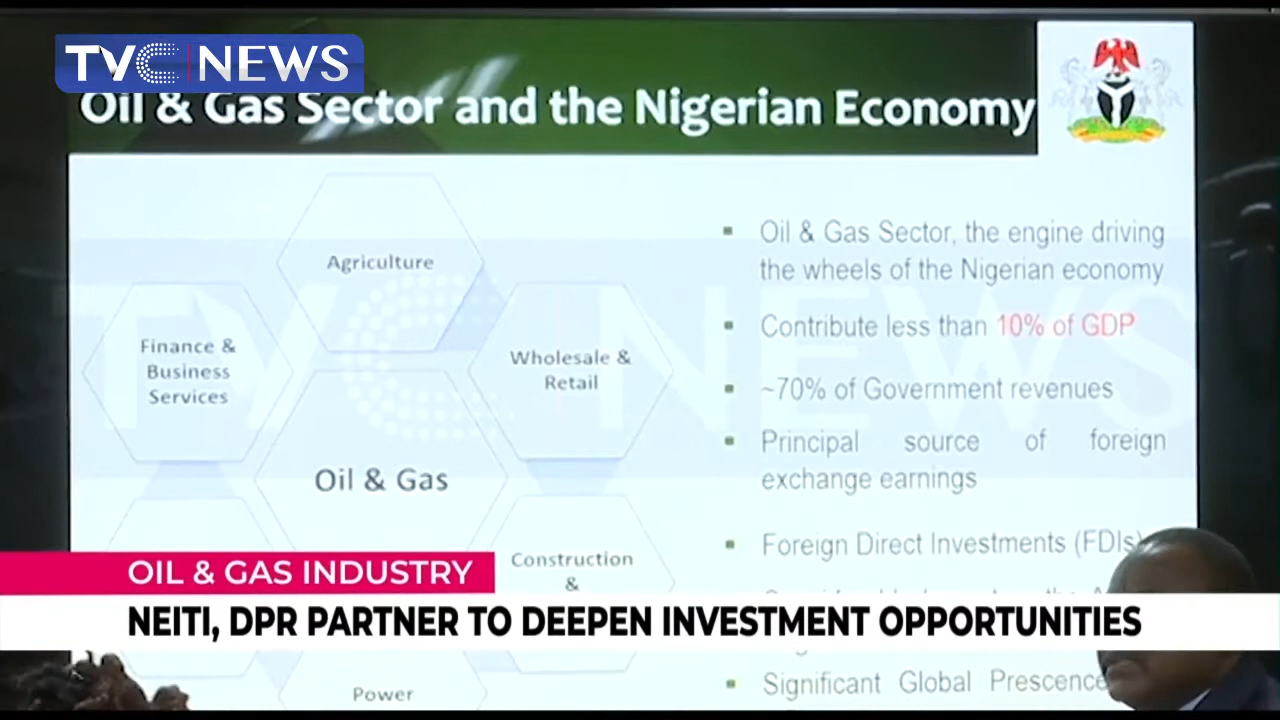 TVC NEWS
Oil & Gas Sector and the Nigerian Economy
Agriculture
Finance &
Business
Services
Wholesale &
Retail
Oil & Gas
Construction
&
Power
Oil & Gas Sector, the engine driving
the wheels of the Nigerian economy
Contribute less than 10% of GDP
~70% of Government revenues
Principal source of foreign
exchange earnings
Foreign Direct Investments (FDIs)
Significant Global Prescence
TVC NEWS
OIL & GAS INDUSTRY
NEITI, DPR PARTNER TO DEEPEN INVESTMENT OPPORTUNITIES